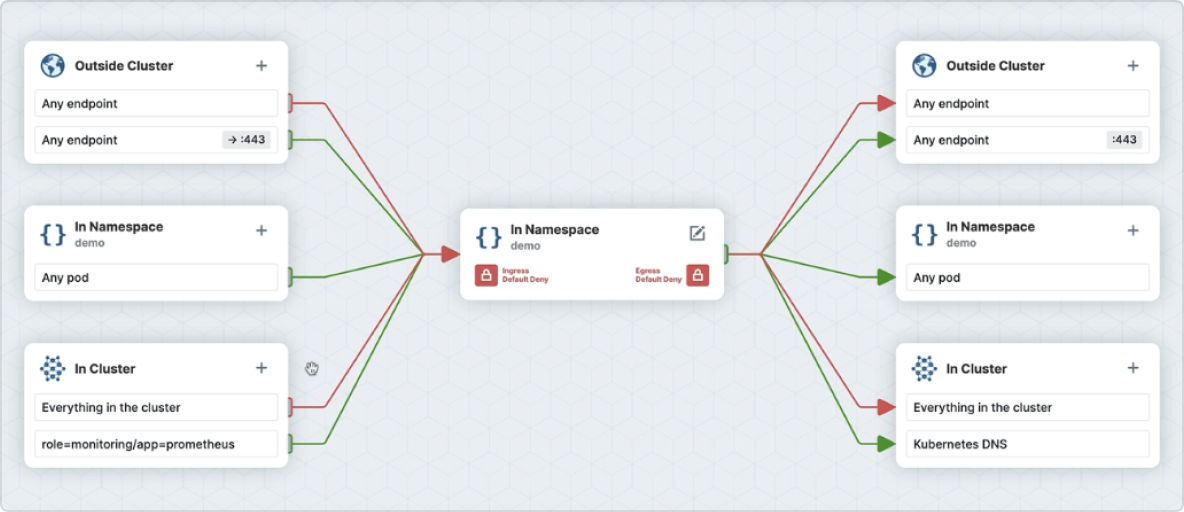 Outside Cluster
Any endpoint
Any endpoint → :443
In Namespace
demo
Any pod
In Cluster
Everything in the cluster
role=monitoring/app=prometheus
In Namespace
demo
Ingress
Default Deny
Egress
Default Deny
Outside Cluster
Any endpoint
Any endpoint :443
In Namespace
demo
Any pod
In Cluster
Everything in the cluster
Kubernetes DNS